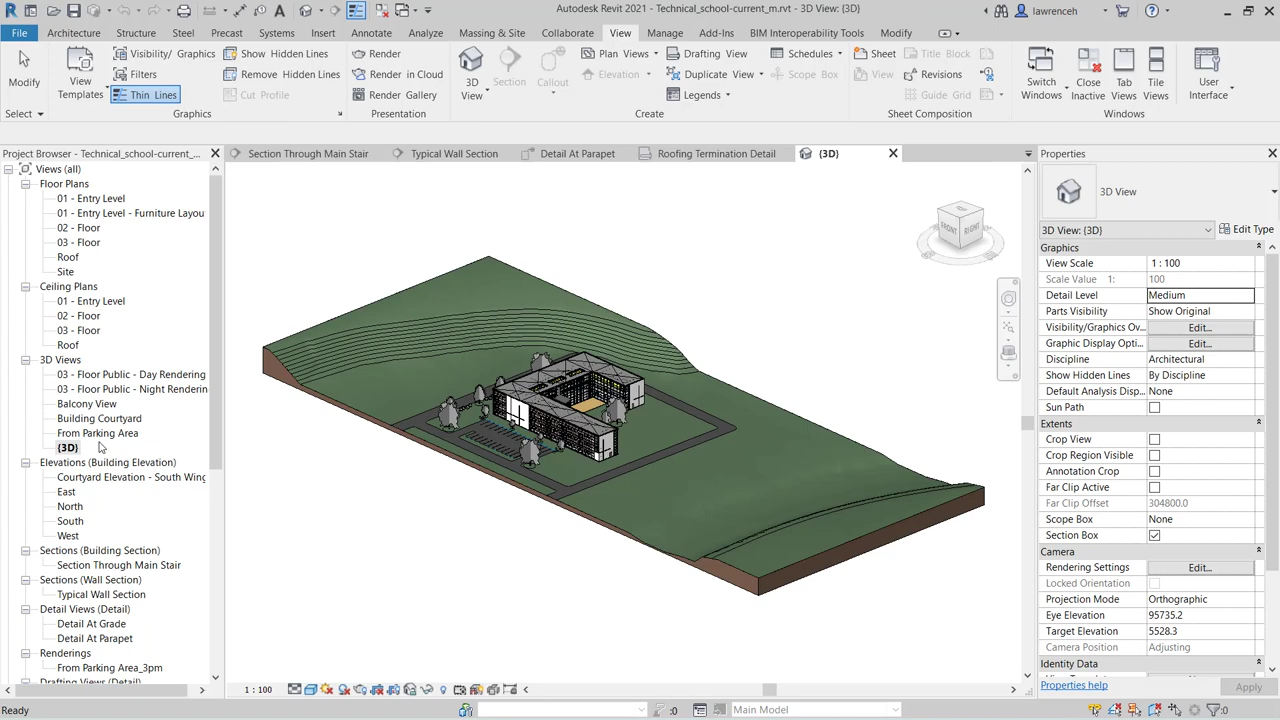 Autodesk Revit 2021 - Technical_school-current_m.rvt - 3D View: {3D}
lawrenceh
File Architecture Structure Steel Precast Systems Insert Annotate Analyze Massing & Site Collaborate View Manage Add-Ins BIM Interoperability Tools Modify
Modify
View
Templates
Visibility/ Graphics
Filters
Thin Lines
Show Hidden Lines
Remove Hidden Lines
Cut Profile
Render
Render in Cloud
Render Gallery
3D
View
Section
Callout
Plan Views
Elevation
Drafting View
Duplicate View
Legends
Schedules
Scope Box
Sheet
View
Title Block
Revisions
Guide Grid
Switch
Windows
Close
Inactive
Tab
Views
Tile
Views
User
Interface
Select
Graphics
Presentation
Create
Sheet Composition
Windows
Project Browser - Technical_school-current_...
Section Through Main Stair
Typical Wall Section
Detail At Parapet
Roofing Termination Detail
{3D}
Views (all)
Floor Plans
01 - Entry Level
01 - Entry Level - Furniture Layou
02 - Floor
03 - Floor
Roof
Site
Ceiling Plans
01 - Entry Level
02 - Floor
03 - Floor
Roof
3D Views
03 - Floor Public - Day Rendering
03 - Floor Public - Night Renderin
Balcony View
Building Courtyard
From Parking Area
{3D}
Elevations (Building Elevation)
Courtyard Elevation - South Wing
East
North
South
West
Sections (Building Section)
Section Through Main Stair
Sections (Wall Section)
Typical Wall Section
Detail Views (Detail)
Detail At Grade
Detail At Parapet
Renderings
From Parking Area_3pm
Drafting Views (Detail)
FRONT
RIGHT
Properties
3D View
3D View: {3D}
Edit Type
Graphics
View Scale 1 : 100
Scale Value 1: 100
Detail Level Medium
Parts Visibility Show Original
Visibility/Graphics Ov... Edit...
Graphic Display Opti... Edit...
Discipline Architectural
Show Hidden Lines By Discipline
Default Analysis Disp... None
Sun Path
Extents
Crop View
Crop Region Visible
Annotation Crop
Far Clip Active
Far Clip Offset 304800.0
Scope Box None
Section Box
Camera
Rendering Settings Edit...
Locked Orientation
Projection Mode Orthographic
Eye Elevation 95735.2
Target Elevation 5528.3
Camera Position Adjusting
Identity Data
Properties help
Apply
1 : 100
Ready
:0
Main Model
:0